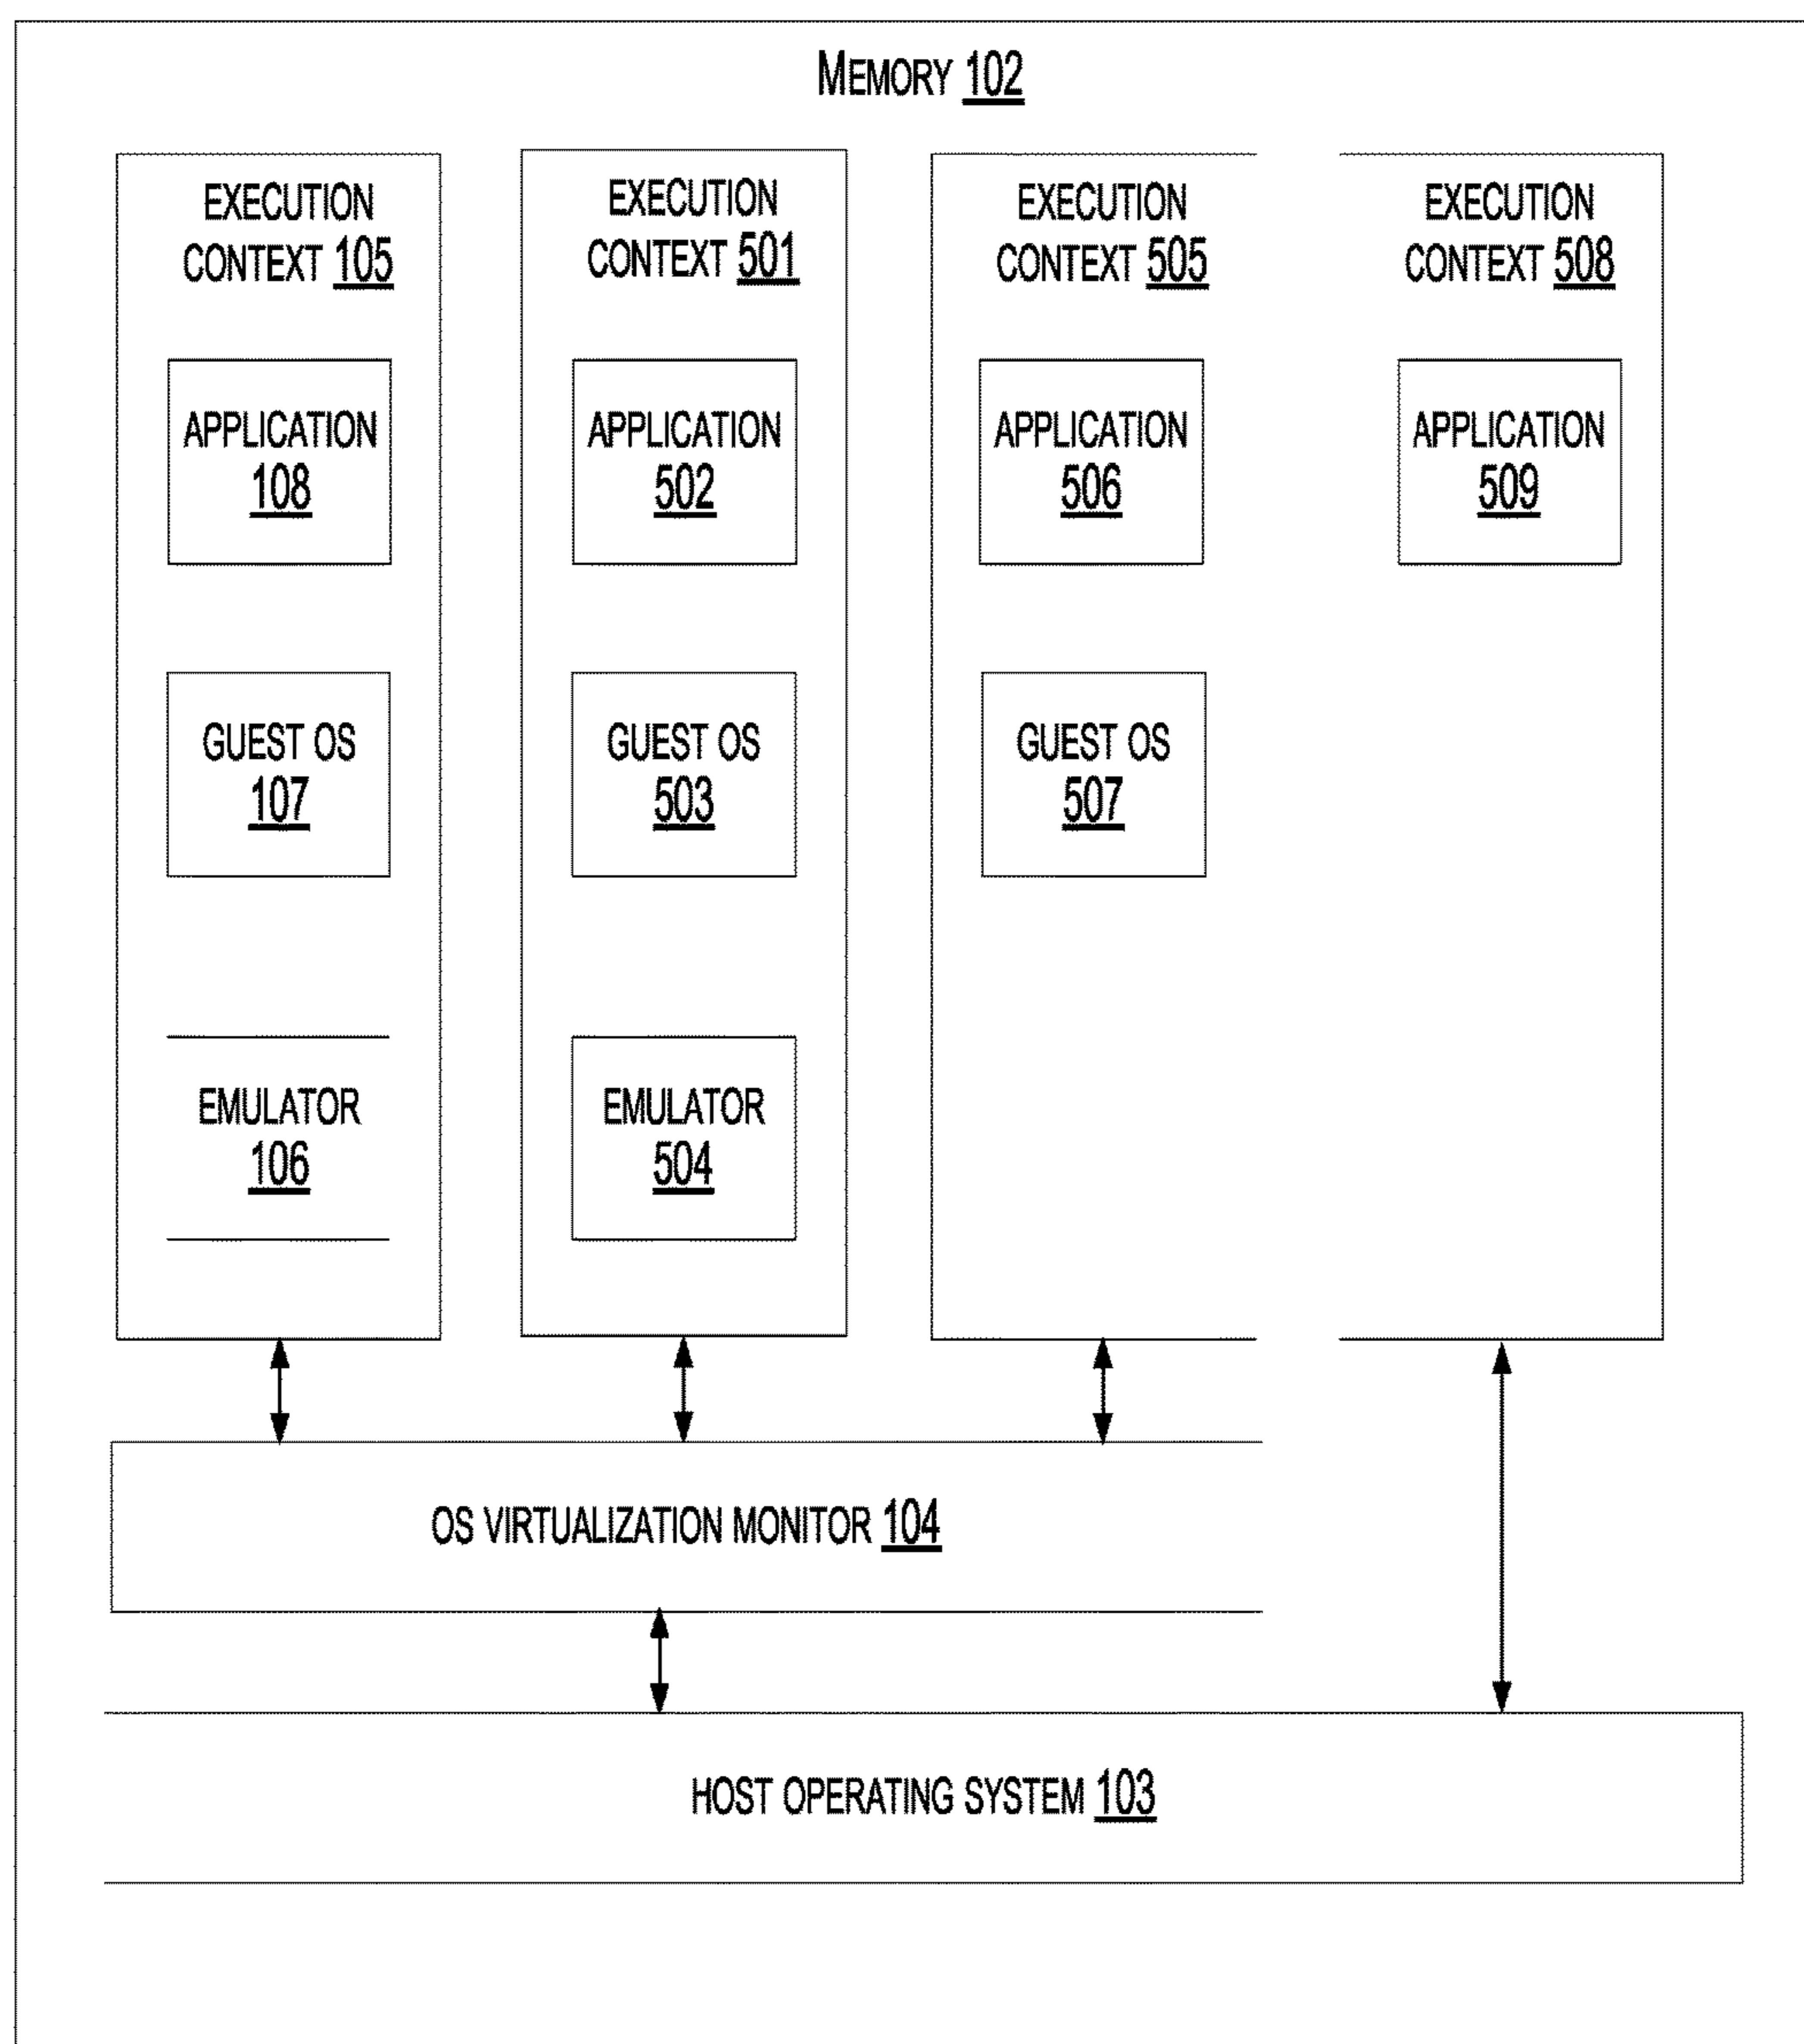 MEMORY 102
EXECUTION
CONTEXT 105
EXECUTION
CONTEXT 501
EXECUTION
CONTEXT 505
EXECUTION
CONTEXT 508
APPLICATION
108
APPLICATION
502
APPLICATION
506
APPLICATION
509
GUEST OS
107
GUEST OS
503
GUEST OS
507
EMULATOR
106
EMULATOR
504
OS VIRTUALIZATION MONITOR 104
HOST OPERATING SYSTEM 103